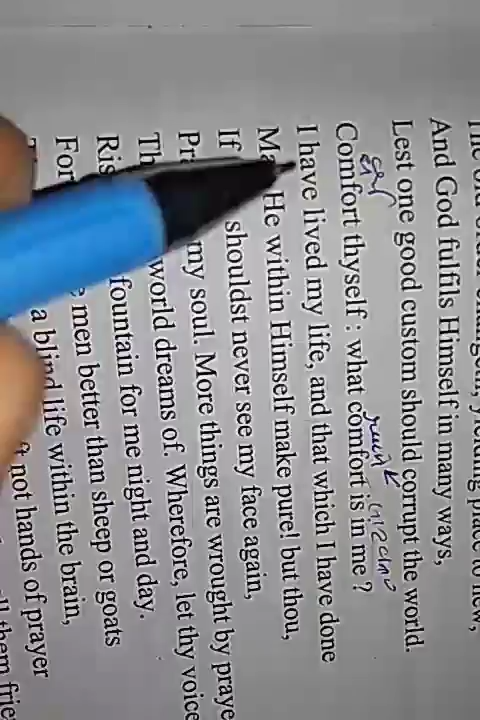 And God fulfils Himself in many ways,
Lest one good custom should corrupt the world.
Comfort thyself : what comfort is in me ?
I have lived my life, and that which I have done
He within Himself make pure! but thou,
If shouldst never see my face again,
my soul. More things are wrought by
world dreams of. Wherefore, let thy voice
fountain for me night and day.
men better than sheep or goats
a blind life within the brain,
not hands of prayer
them